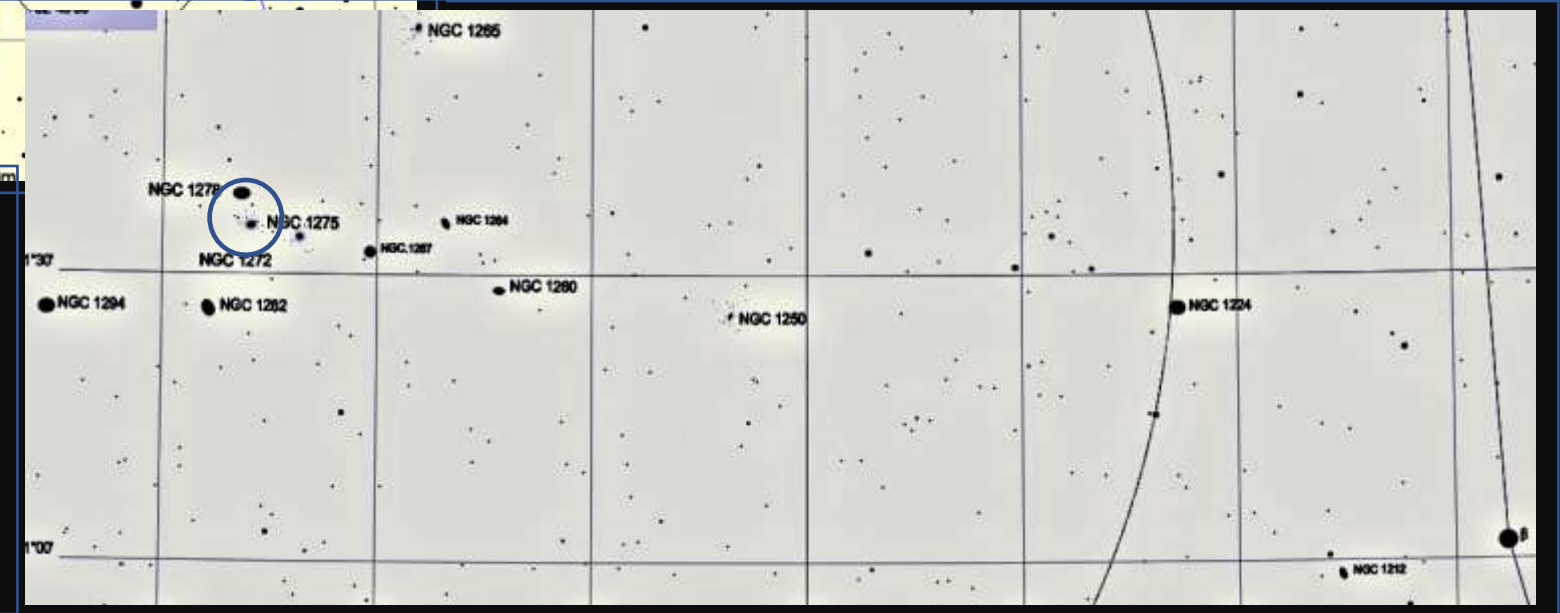 NGC 1265
NGC 1278
NGC 1275
NGC 1264
NGC 1267
NGC 1272
1°30'
NGC 1260
NGC 1294
NGC 1282
NGC 1250
NGC 1224
β
1°00'
NGC 1212